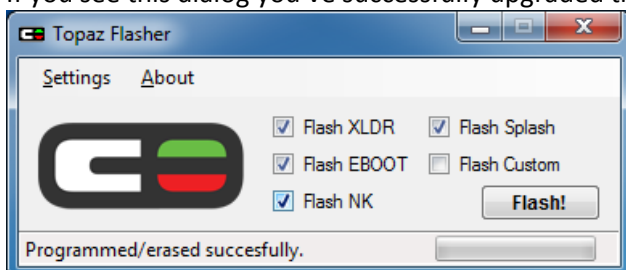 If you see this dialog you've successfully upgraded t
Topaz Flasher
Settings About
Flash XLDR Flash Splash
Flash EBOOT Flash Custom
Flash NK Flash!
Programmed/erased succesfully.